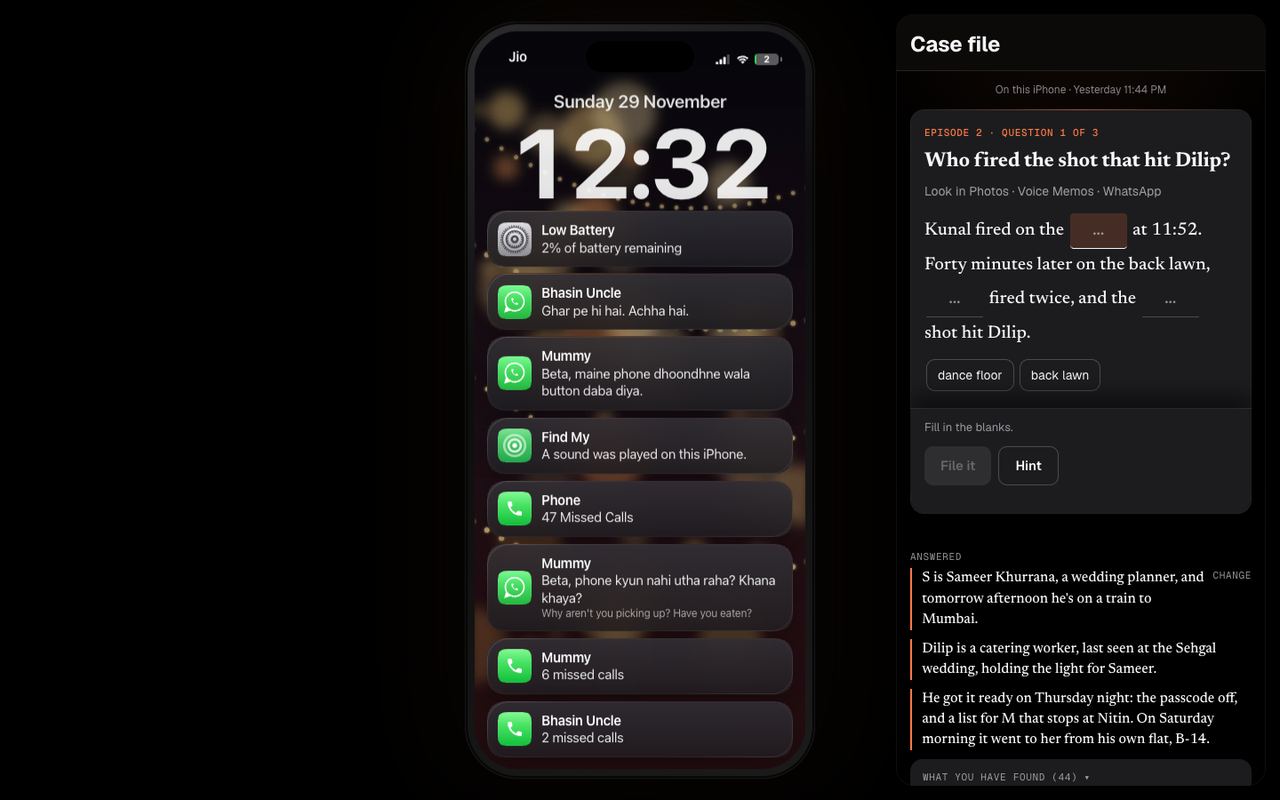 Jio
2
Sunday 29 November
12:32
Low Battery
2% of battery remaining
Bhasin Uncle
Ghar pe hi hai. Achha hai.
Mummy
Beta, maine phone dhoondhne wala
button daba diya.
Find My
A sound was played on this iPhone.
Phone
47 Missed Calls
Mummy
Beta, phone kyun nahi utha raha? Khana
khaya?
Why aren't you picking up? Have you eaten?
Mummy
6 missed calls
Bhasin Uncle
2 missed calls
Case file
On this iPhone · Yesterday 11:44 PM
EPISODE 2 · QUESTION 1 OF 3
Who fired the shot that hit Dilip?
Look in Photos · Voice Memos · WhatsApp
Kunal fired on the ... at 11:52.
Forty minutes later on the back lawn,
... fired twice, and the ...
shot hit Dilip.
dance floor
back lawn
Fill in the blanks.
File it
Hint
ANSWERED
S is Sameer Khurrana, a wedding planner, and CHANGE
tomorrow afternoon he's on a train to
Mumbai.
Dilip is a catering worker, last seen at the Sehgal
wedding, holding the light for Sameer.
He got it ready on Thursday night: the passcode off,
and a list for M that stops at Nitin. On Saturday
morning it went to her from his own flat, B-14.
WHAT YOU HAVE FOUND (44) ▾